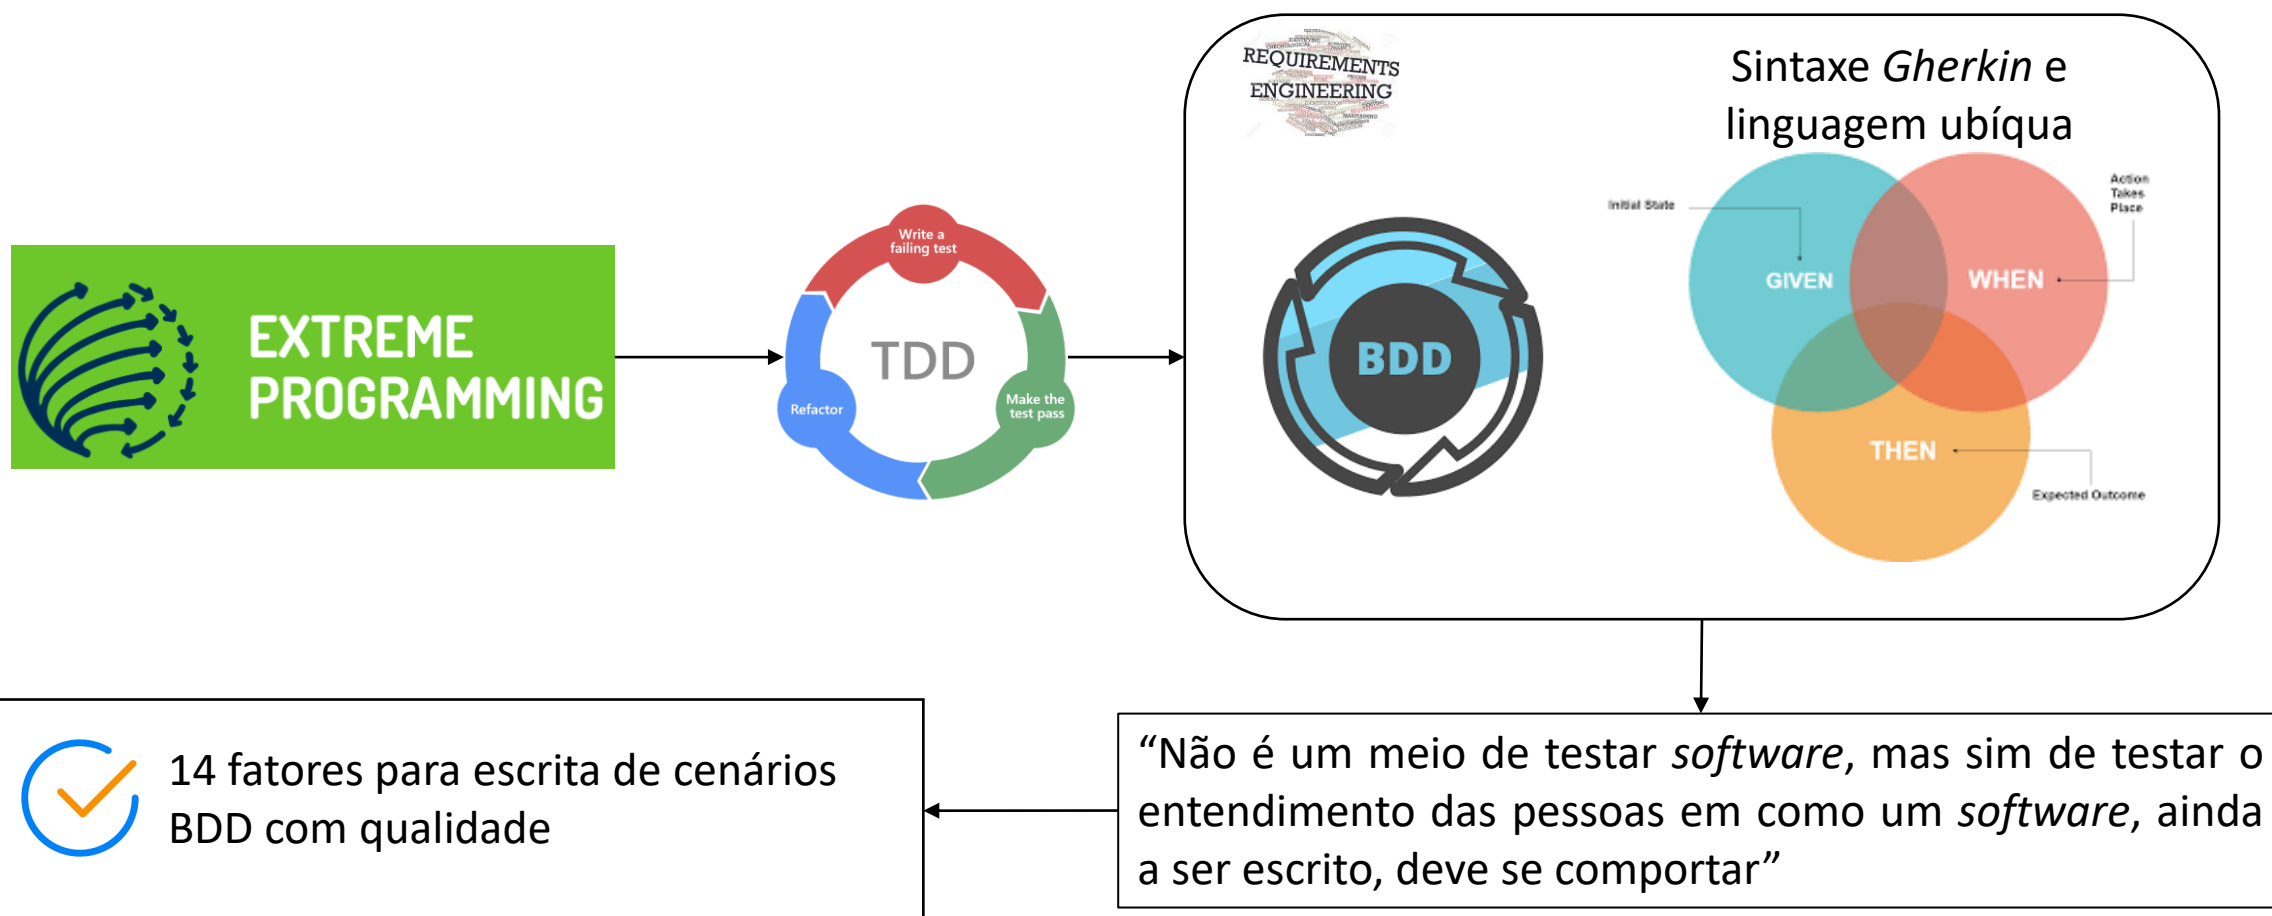 REQUIREMENTS
ENGINEERING
Sintaxe Gherkin e
linguagem ubíqua
Initial State
Action
Takes
Place
GIVEN
WHEN
THEN
Expected Outcome
BDD
Write a
failing test
TDD
Refactor
Make the
test pass
EXTREME
PROGRAMMING
“Não é um meio de testar software, mas sim de testar o
entendimento das pessoas em como um software, ainda
a ser escrito, deve se comportar”
14 fatores para escrita de cenários
BDD com qualidade